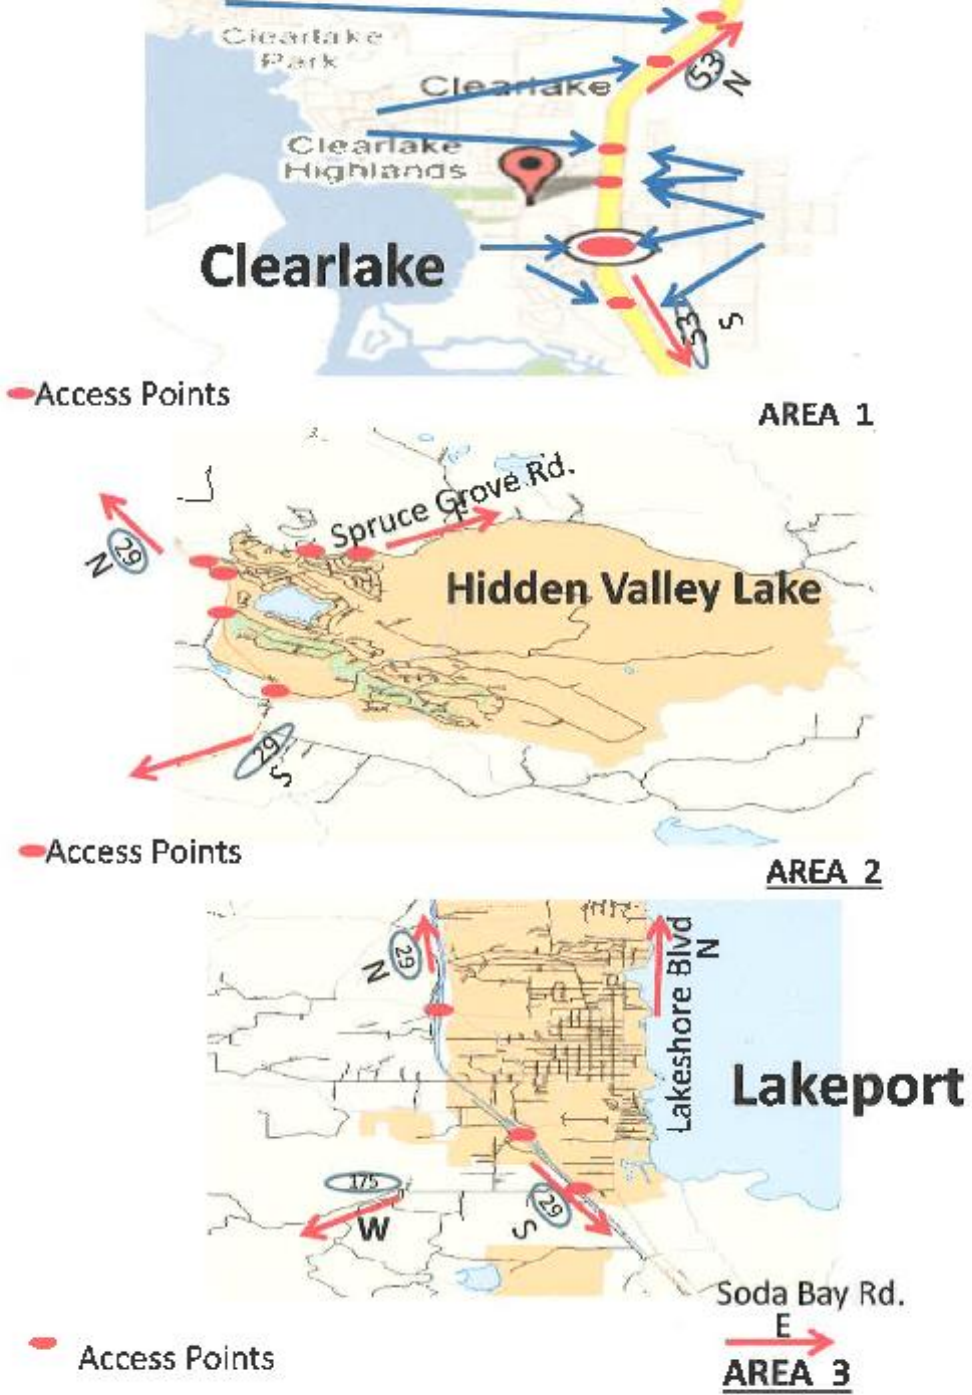 Clearlake
Park
53
N
Clearlake
Clearlake
Highlands
Clearlake
53
S
Access Points
AREA 1
Spruce Grove Rd.
29
N
Hidden Valley Lake
29
S
Access Points
AREA 2
29
N
Lakeshore Blvd
N
Lakeport
175
W
29
S
Soda Bay Rd.
E
Access Points
AREA 3